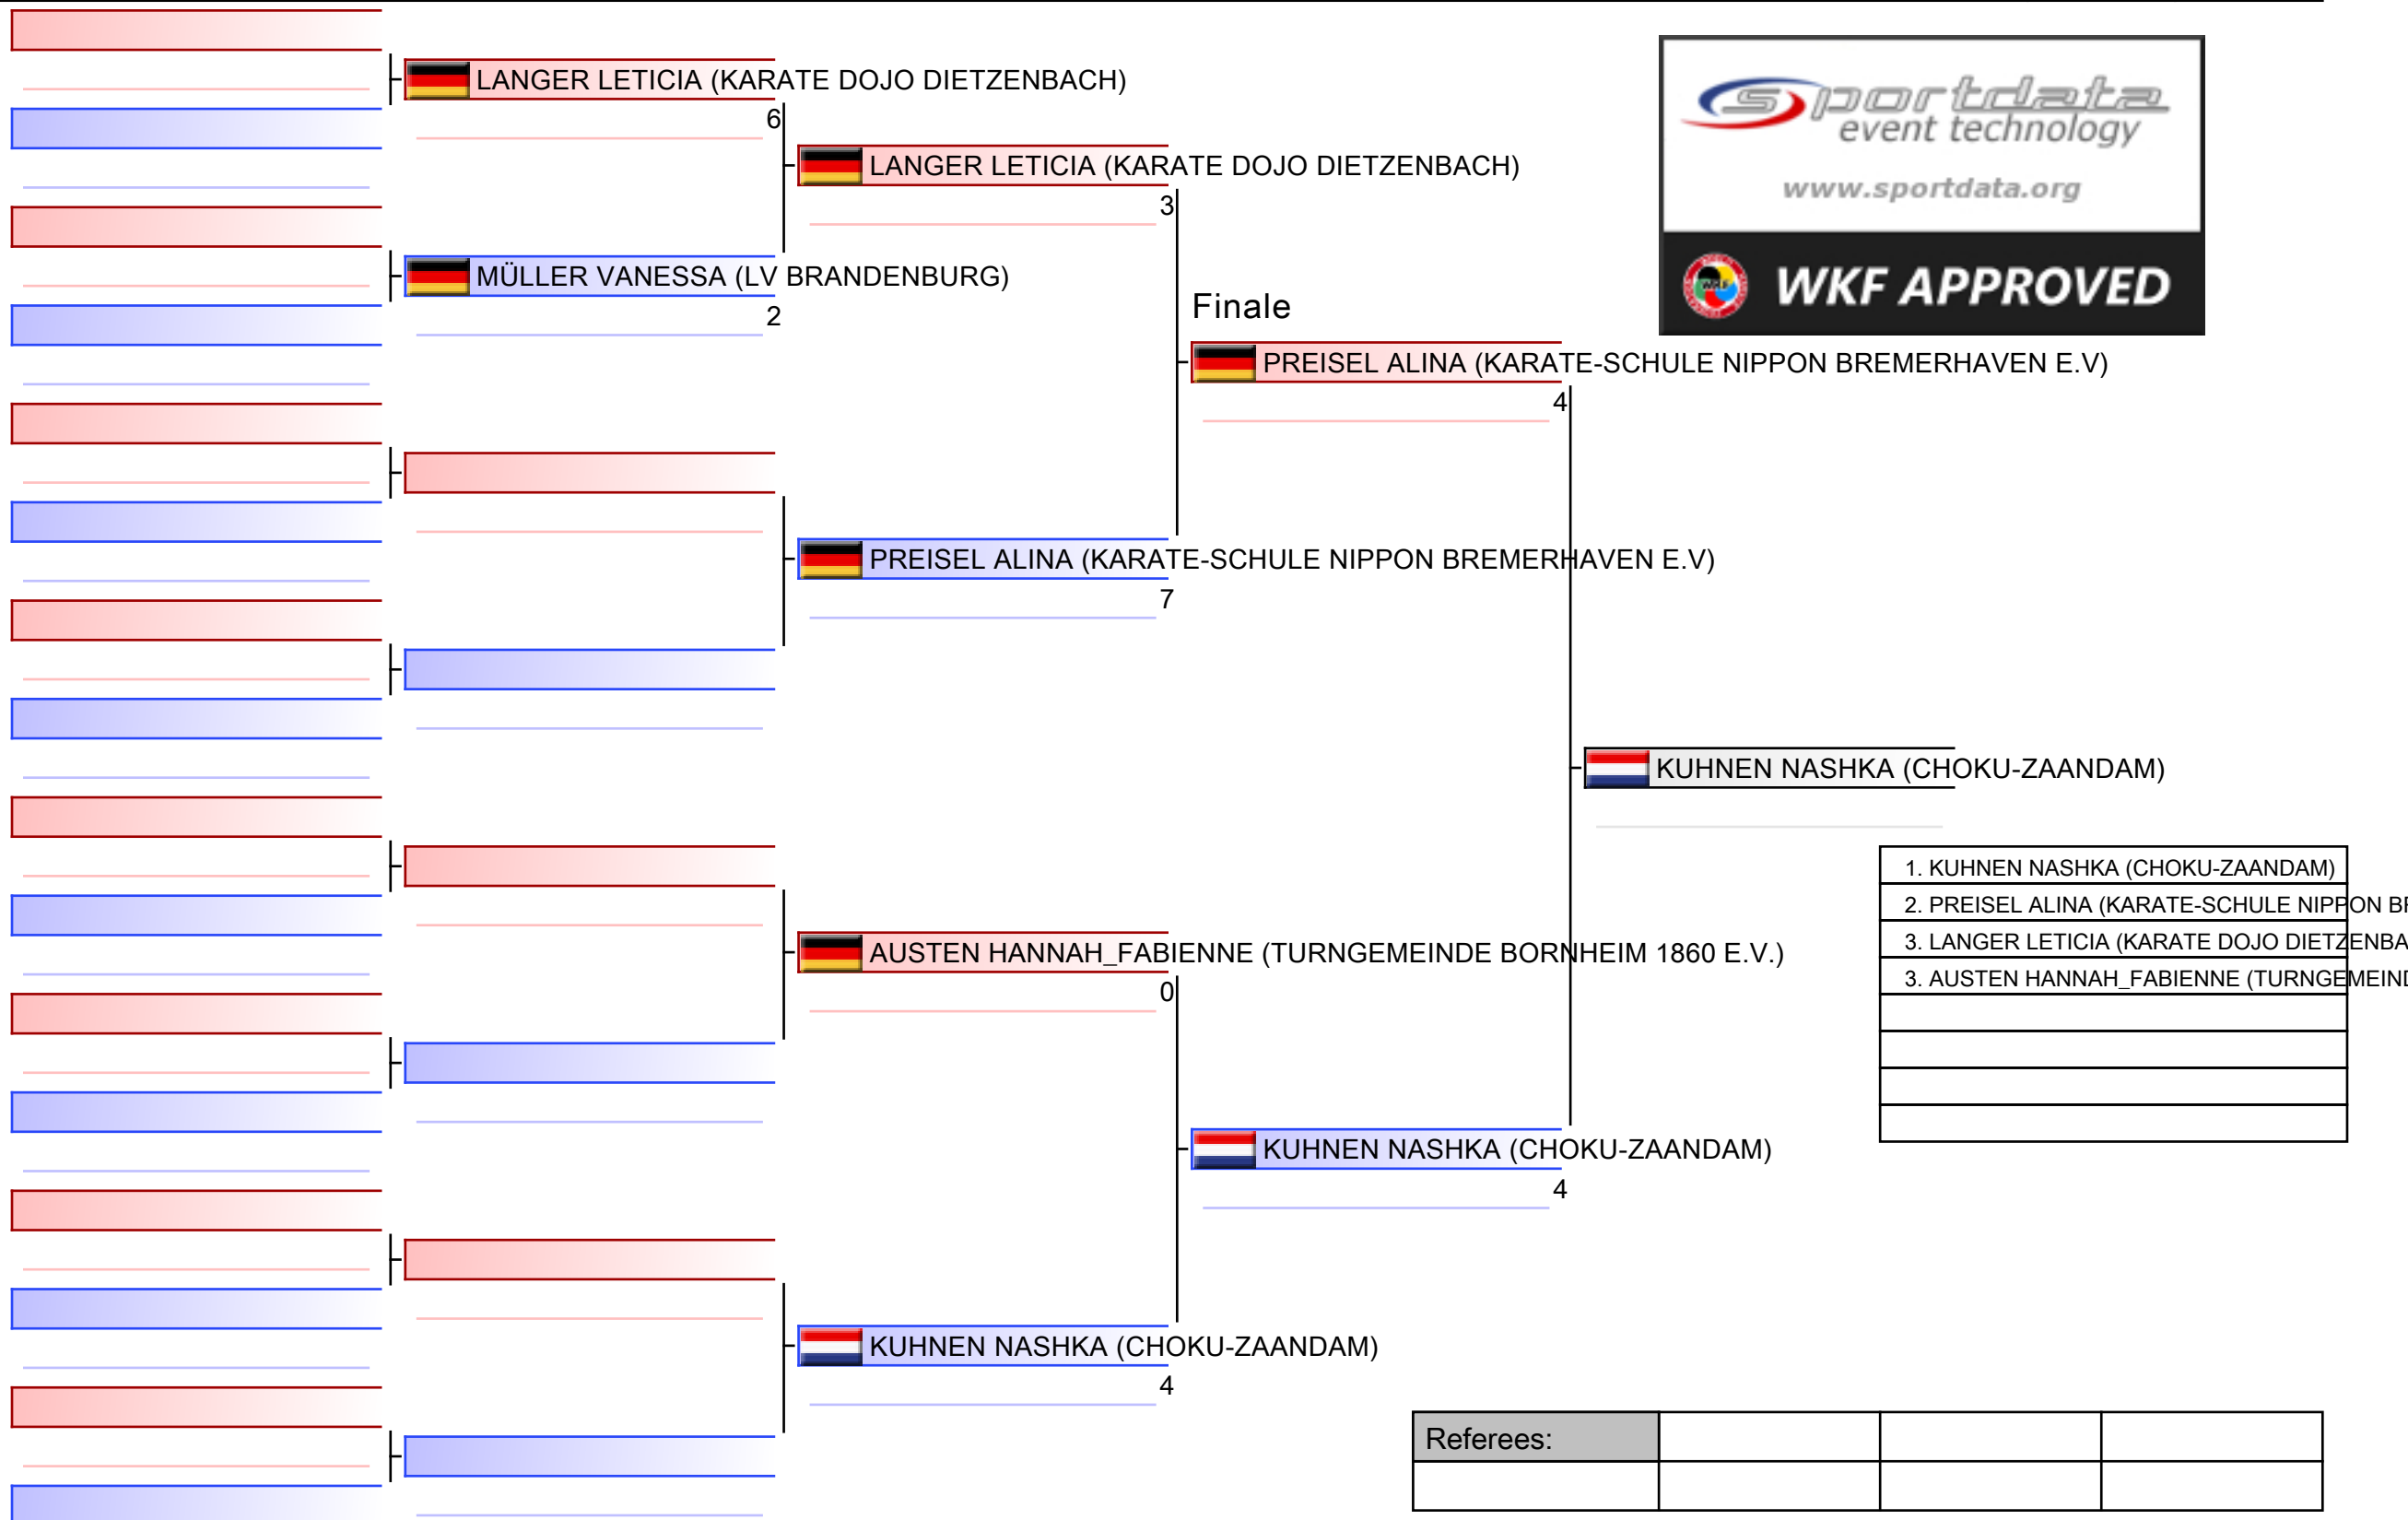 LANGER LETICIA (KARATE DOJO DIETZENBACH)
6
MÜLLER VANESSA (LV BRANDENBURG)
2
LANGER LETICIA (KARATE DOJO DIETZENBACH)
3
PREISEL ALINA (KARATE-SCHULE NIPPON BREMERHAVEN E.V)
7
AUSTEN HANNAH_FABIENNE (TURNGEMEINDE BORNHEIM 1860 E.V.)
0
KUHNEN NASHKA (CHOKU-ZAANDAM)
4
Finale
PREISEL ALINA (KARATE-SCHULE NIPPON BREMERHAVEN E.V)
4
KUHNEN NASHKA (CHOKU-ZAANDAM)
4
KUHNEN NASHKA (CHOKU-ZAANDAM)
sportdata
event technology
www.sportdata.org
WKF APPROVED
1. KUHNEN NASHKA (CHOKU-ZAANDAM)
2. PREISEL ALINA (KARATE-SCHULE NIPPON
3. LANGER LETICIA (KARATE DOJO DIETZENBA
3. AUSTEN HANNAH_FABIENNE (TURNGEMEIN
Referees: